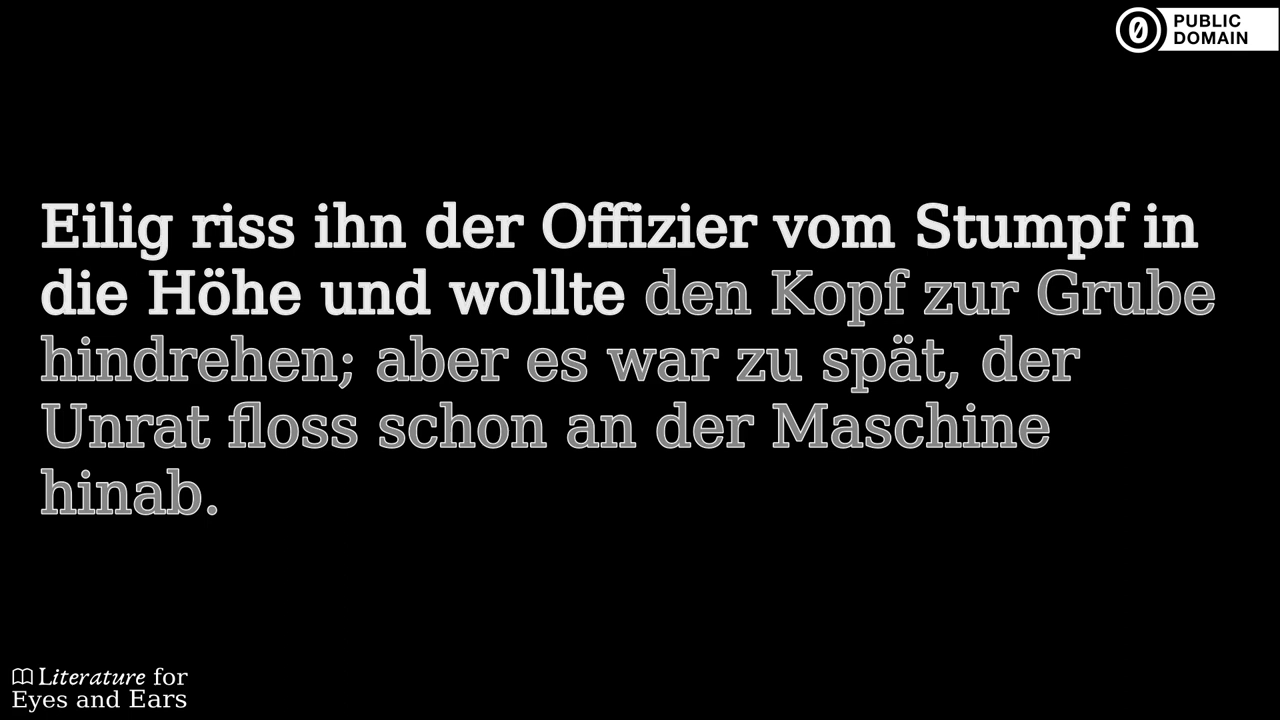 PUBLIC
DOMAIN
Eilig riss ihn der Offizier vom Stumpf in
die Höhe und wollte den Kopf zur Grube
hindrehen; aber es war zu spät, der
Unrat floss schon an der Maschine
hinab.
Literature for
Eyes and Ears